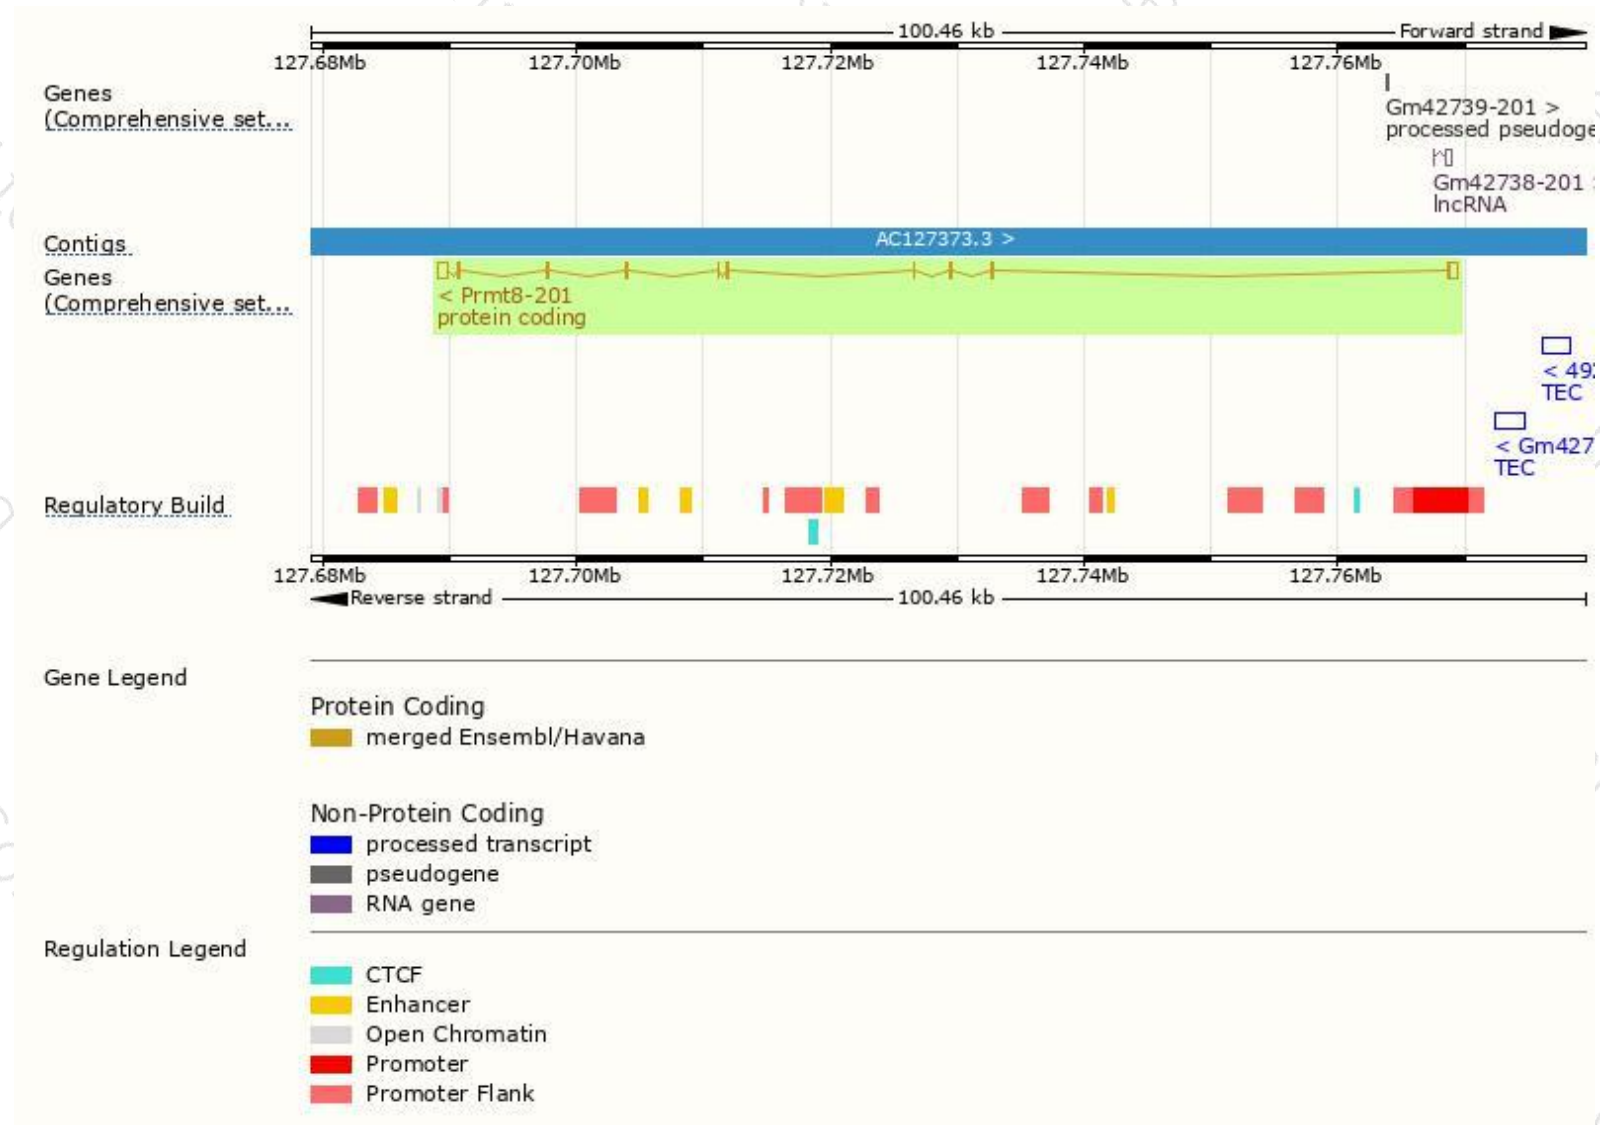 100.46 kb Forward strand
127.68Mb 127.70Mb 127.72Mb 127.74Mb 127.76Mb
Genes
(Comprehensive set...
Gm42739-201 >
processed pseudoge
Gm42738-201
lncRNA
Contigs
AC127373.3 >
Genes
(Comprehensive set...
< Prmt8-201
protein coding
< 49
TEC
< Gm427
TEC
Regulatory Build
127.68Mb 127.70Mb 127.72Mb 127.74Mb 127.76Mb
Reverse strand 100.46 kb
Gene Legend
Protein Coding
merged Ensembl/Havana
Non-Protein Coding
processed transcript
pseudogene
RNA gene
Regulation Legend
CTCF
Enhancer
Open Chromatin
Promoter
Promoter Flank